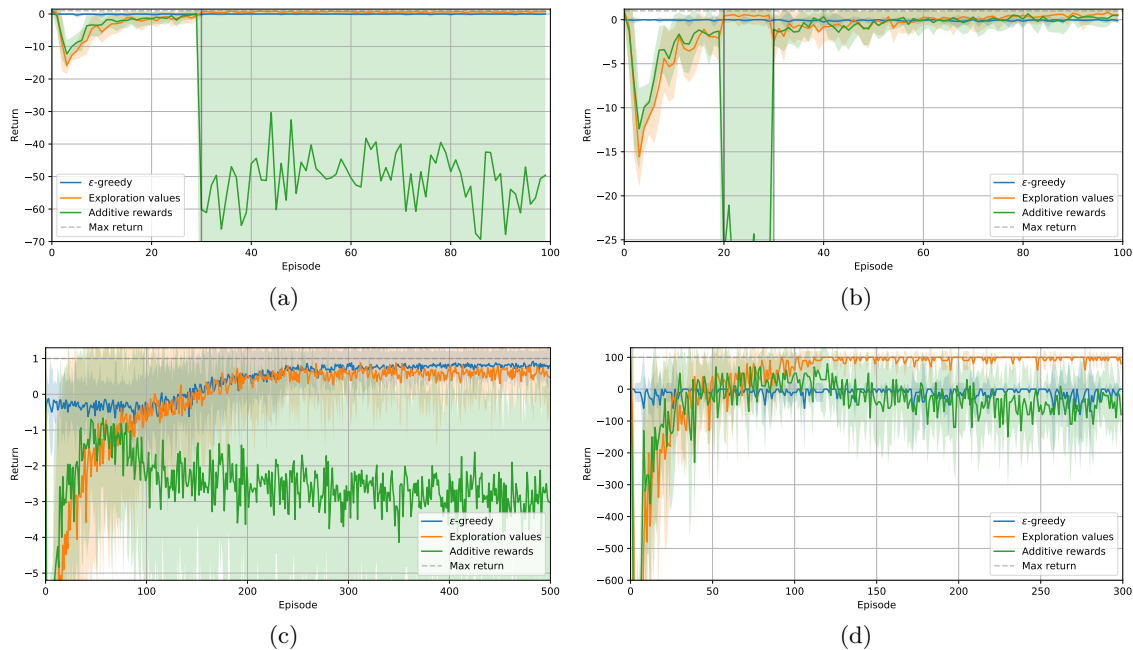 0
−10
−20
−30
−40
−50
−60
−70
Return
0 20 40 60 80 100
Episode
ε-greedy
Exploration values
Additive rewards
Max return
(a)
0
−5
−10
−15
−20
−25
Return
0 20 40 60 80 100
Episode
ε-greedy
Exploration values
Additive rewards
Max return
(b)
1
0
−1
−2
−3
−4
−5
Return
0 100 200 300 400 500
Episode
ε-greedy
Exploration values
Additive rewards
Max return
(c)
100
0
−100
−200
−300
−400
−500
−600
Return
0 50 100 150 200 250 300
Episode
ε-greedy
Exploration values
Additive rewards
Max return
(d)